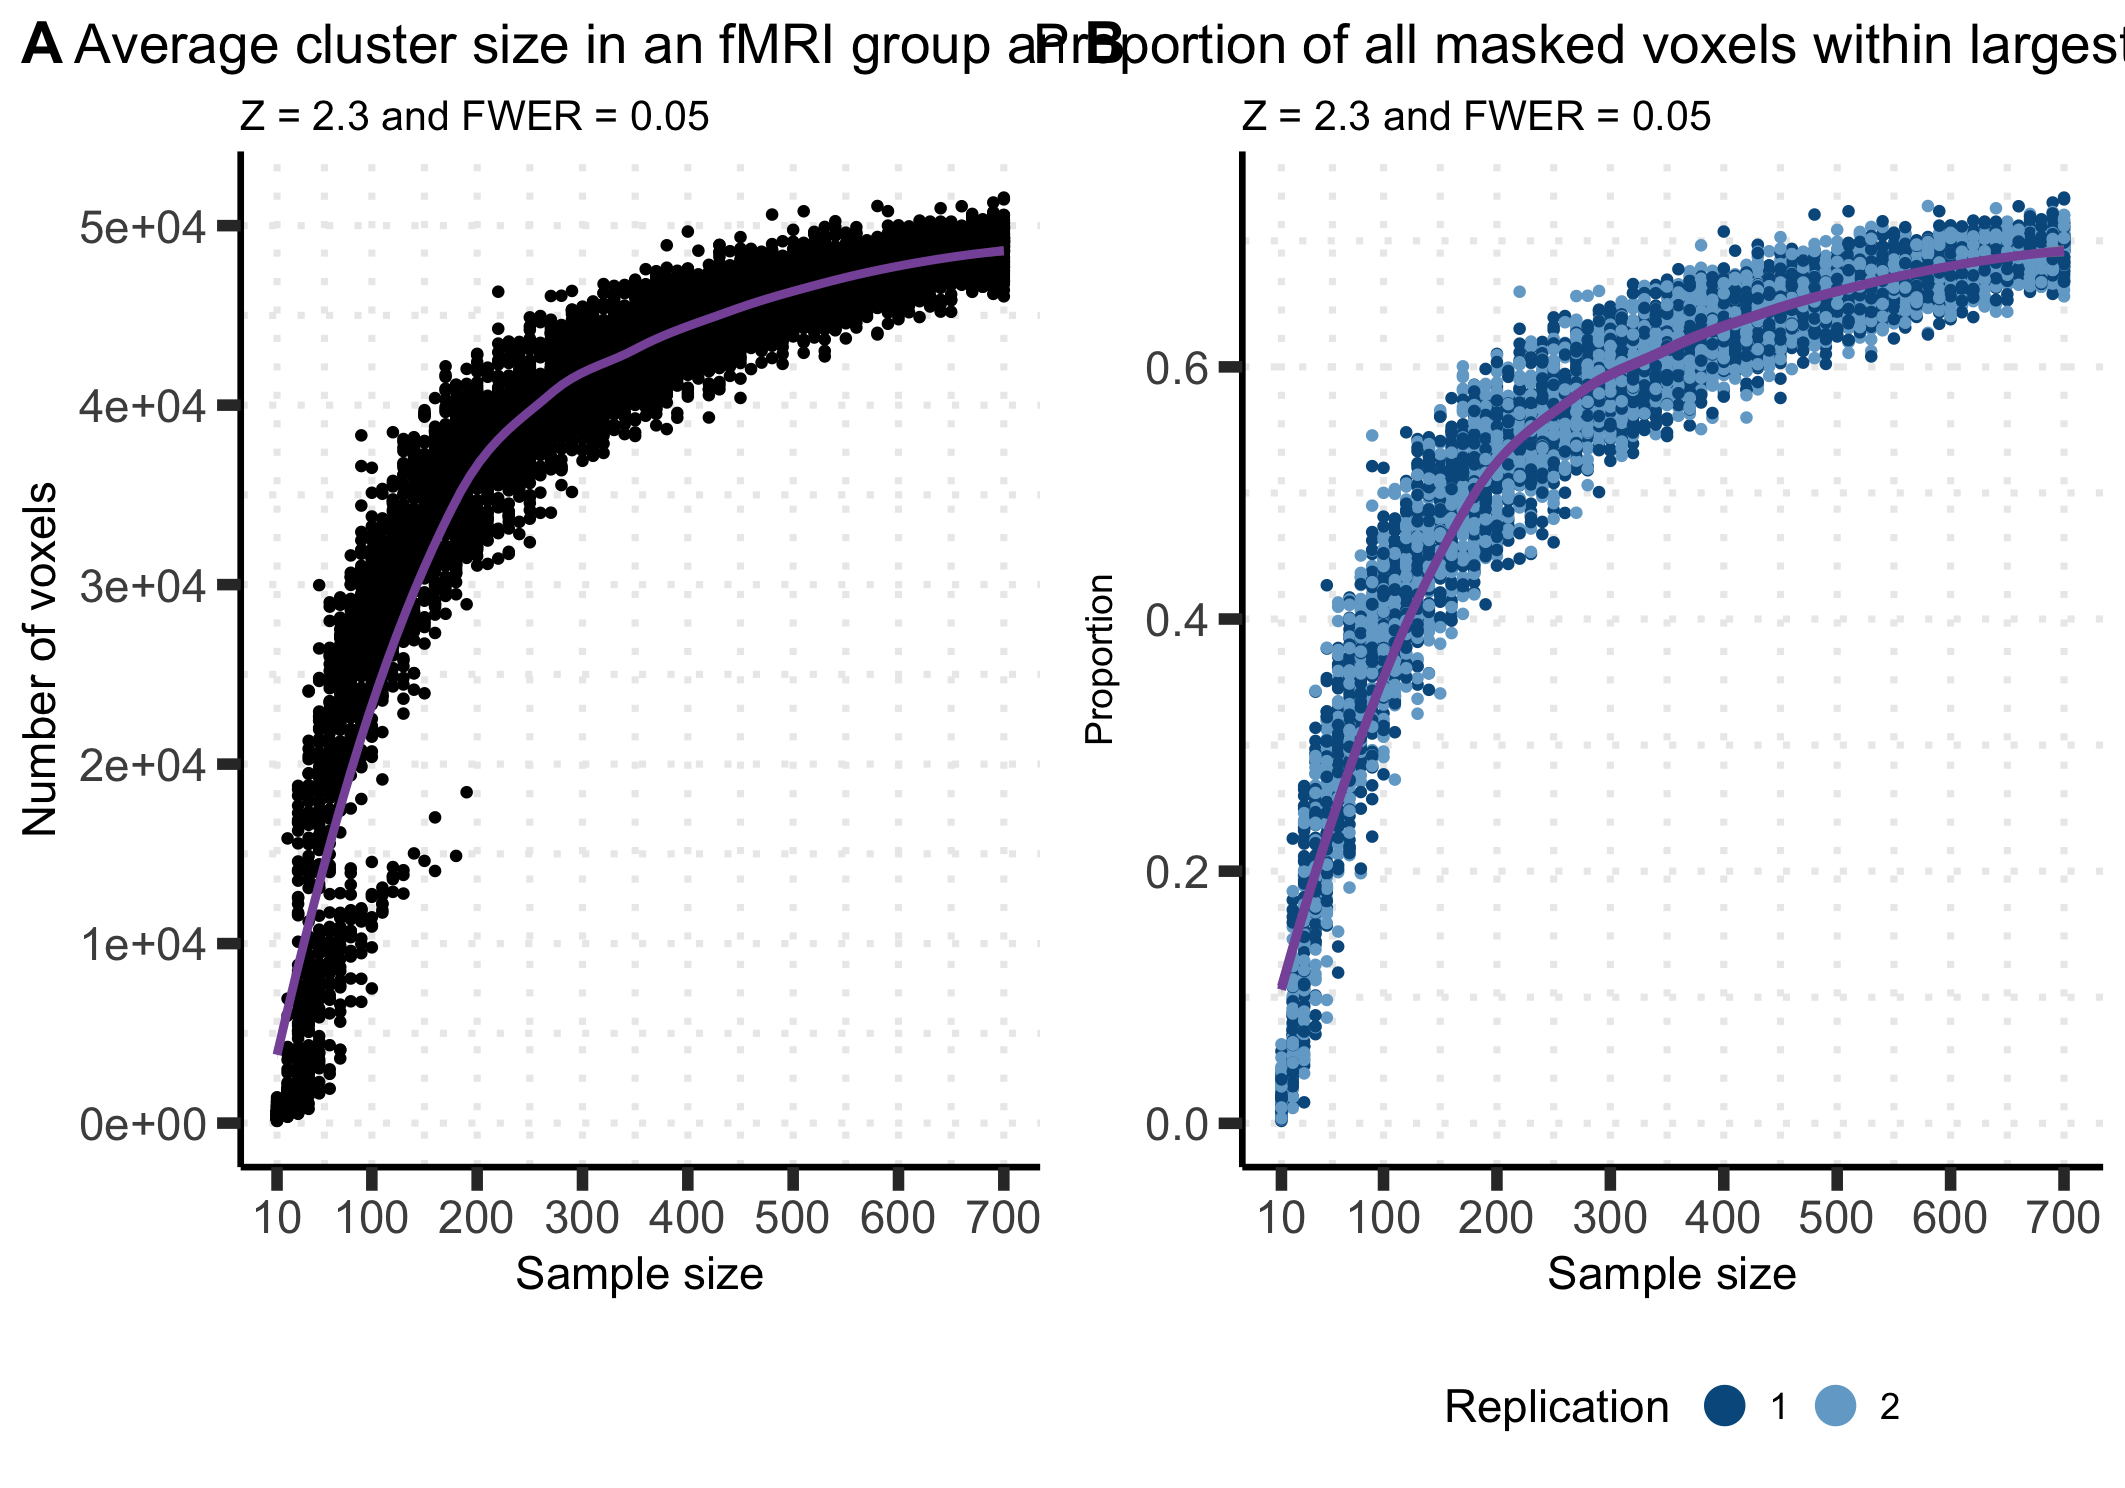 A Average cluster size in an fMRI group an
B Proportion of all masked voxels within largest
Z = 2.3 and FWER = 0.05
Z = 2.3 and FWER = 0.05
Number of voxels
5e+04
4e+04
3e+04
2e+04
1e+04
0e+00
10 100 200 300 400 500 600 700
Sample size
Proportion
0.6
0.4
0.2
0.0
10 100 200 300 400 500 600 700
Sample size
Replication 1 2